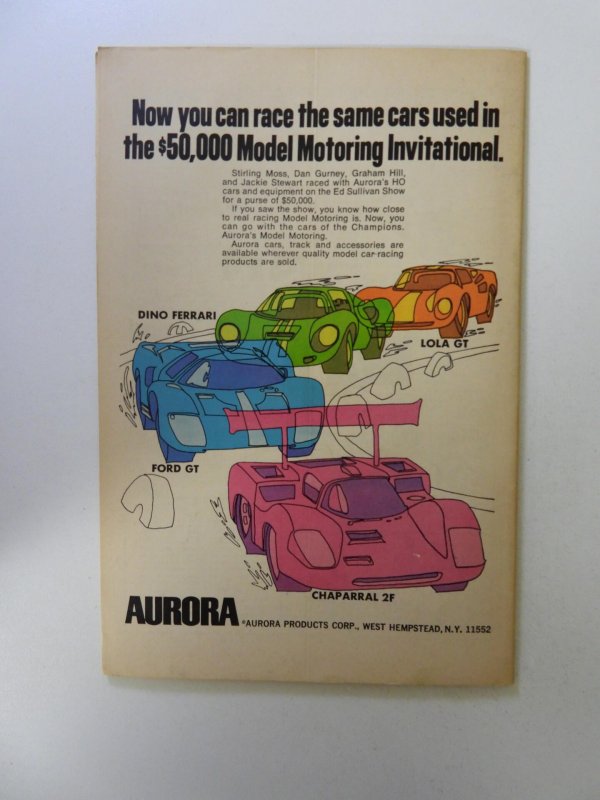 Now you can race the same cars used in
the $50,000 Model Motoring Invitational.
Stirling Moss, Dan Gurney, Graham Hill,
and Jackie Stewart raced with Aurora's HO
cars and equipment on the Ed Sullivan Show
for a purse of $50,000.
If you saw the show, you know how close
to real racing Model Motoring is. Now, you
can go with the cars of the Champions.
Aurora's Model Motoring.
Aurora cars, track and accessories are
available wherever quality model car-racing
products are sold.
DINO FERRARI
LOLA GT
FORD GT
CHAPARRAL 2F
AURORA
©AURORA PRODUCTS CORP., WEST HEMPSTEAD, N.Y. 11552